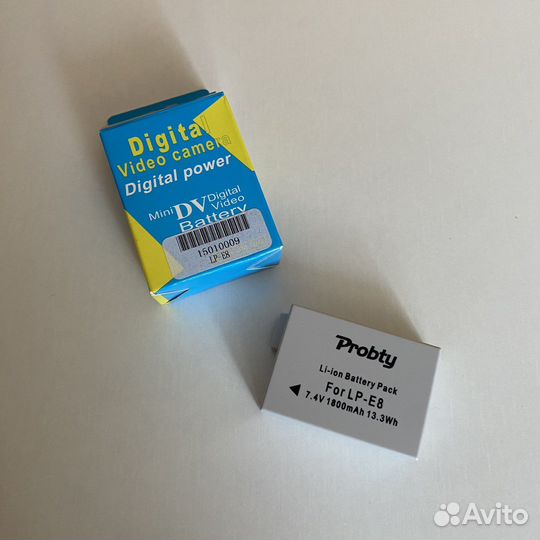 Digital
Video camera
Digital power
Mini DV Digital Video
Battery
15010009
LP-E8
Probty
Li-ion Battery Pack
For LP-E8
7.4V 1800mAh 13.3Wh
Avito